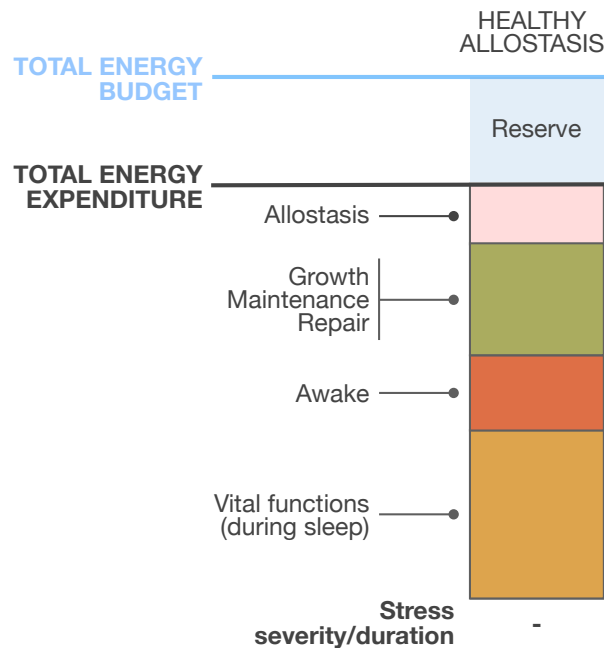 HEALTHY
ALLOSTASIS
TOTAL ENERGY
BUDGET
Reserve
TOTAL ENERGY
EXPENDITURE
Allostasis
Growth
Maintenance
Repair
Awake
Vital functions
(during sleep)
Stress
severity/duration
-